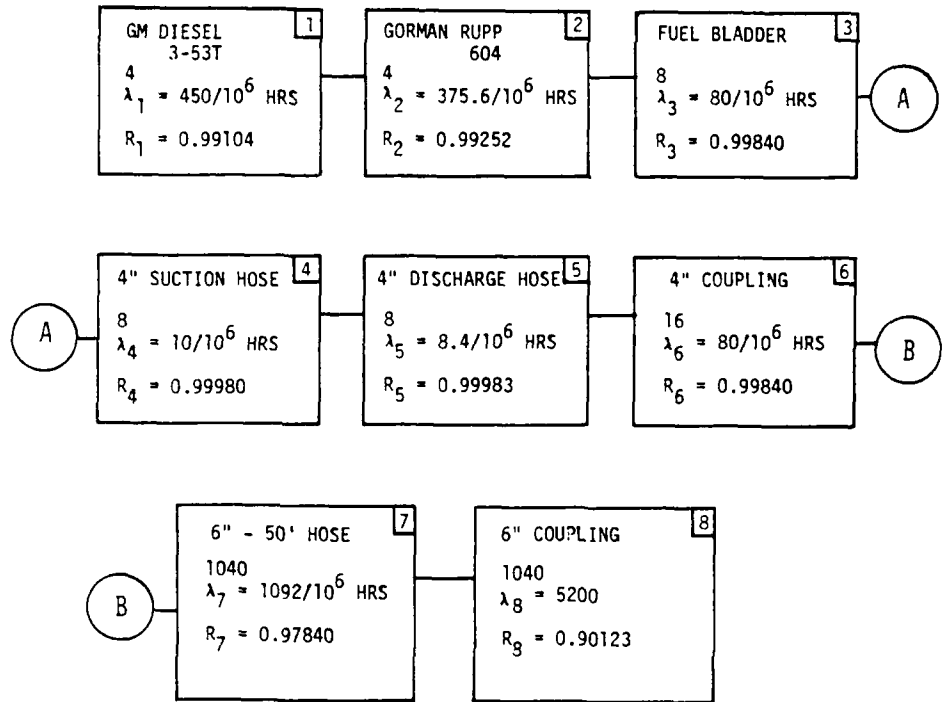 GM DIESEL 1
3-53T
4
λ1 = 450/10^6 HRS
R1 = 0.99104
GORMAN RUPP 2
604
4
λ2 = 375.6/10^6 HRS
R2 = 0.99252
FUEL BLADDER 3
8
λ3 = 80/10^6 HRS
R3 = 0.99840
A
A
4" SUCTION HOSE 4
8
λ4 = 10/10^6 HRS
R4 = 0.99980
4" DISCHARGE HOSE 5
8
λ5 = 8.4/10^6 HRS
R5 = 0.99983
4" COUPLING 6
16
λ6 = 80/10^6 HRS
R6 = 0.99840
B
B
6" - 50' HOSE 7
1040
λ7 = 1092/10^6 HRS
R7 = 0.97840
6" COUPLING 8
1040
λ8 = 5200
R8 = 0.90123